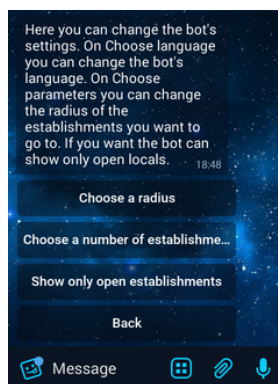 Here you can change the bot's
settings. On Choose language
you can change the bot's
language. On Choose
parameters you can change
the radius of the
establishments you want to
go to. If you want the bot can
show only open locals.
18:48
Choose a radius
Choose a number of establishme...
Show only open establishments
Back
Message